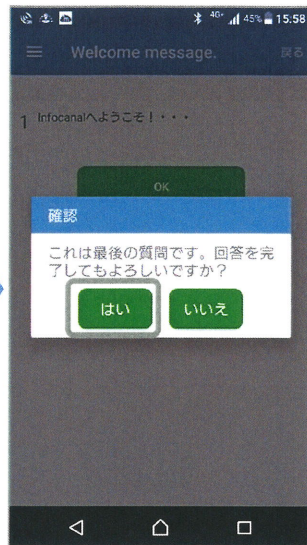 4G+ 45% 15:58
Welcome message. 戻る
1 Infocanalへようこそ！・・・
OK
確認
これは最後の質問です。回答を完
了してもよろしいですか？
はい いいえ